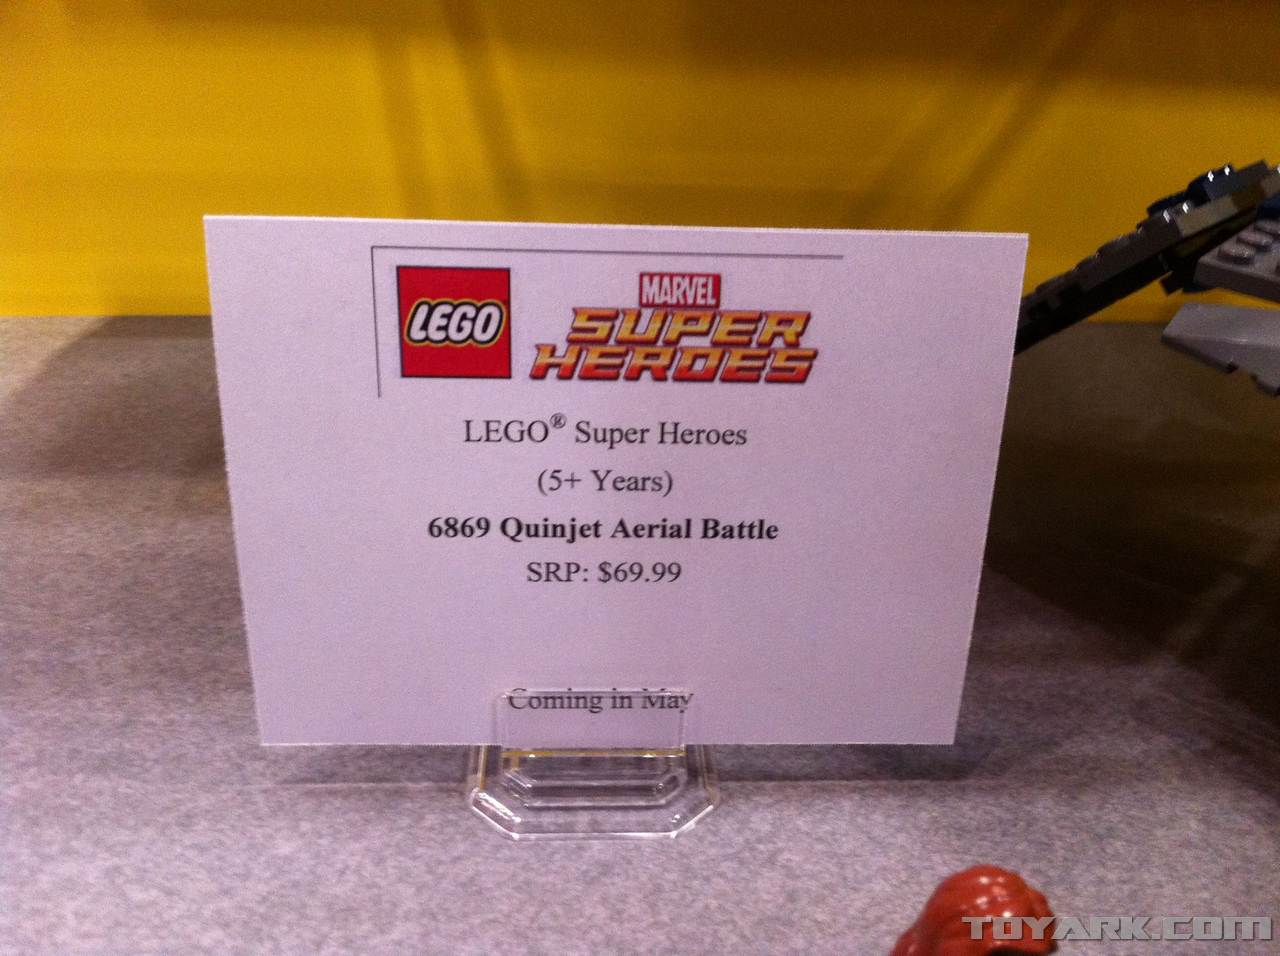 LEGO
MARVEL
SUPER
HEROES
LEGO® Super Heroes
(5+ Years)
6869 Quinjet Aerial Battle
SRP: $69.99
Coming in May
TOYARK.COM